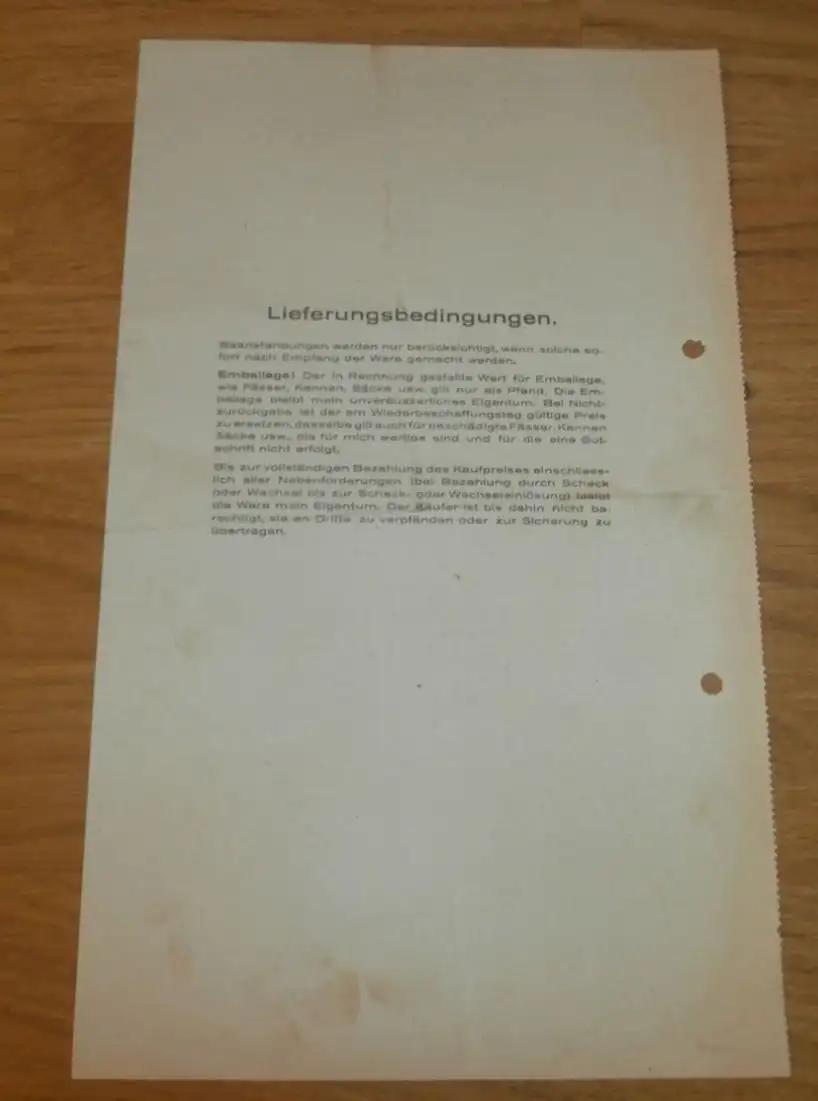 Lieferungsbedingungen.
Beanstandungen werden nur berücksichtigt, wenn solche so-
fort nach Empfang der Ware gemacht werden.
Emballage! Der in Rechnung gestellte Wert für Emballage,
wie Fässer, Kannen, Säcke usw. gilt nur als Pfand. Die Em-
ballage bleibt mein unveräusserliches Eigentum. Bei Nicht-
zurückgabe ist der am Wiederbeschaffungstag gültige Preis
zu ersetzen, dasselbe gilt auch für beschädigte Fässer, Kannen
Säcke usw., die für mich wertlos sind und für die eine Gut-
schrift nicht erfolgt.
Bis zur vollständigen Bezahlung des Kaufpreises einschliess-
lich aller Nebenforderungen (bei Bezahlung durch Scheck
oder Wechsel bis zur Scheck- oder Wechseleinlösung) bleibt
die Ware mein Eigentum. Der Käufer ist bis dahin nicht be-
rechtigt, sie an Dritte zu verpfänden oder zur Sicherung zu
übertragen.